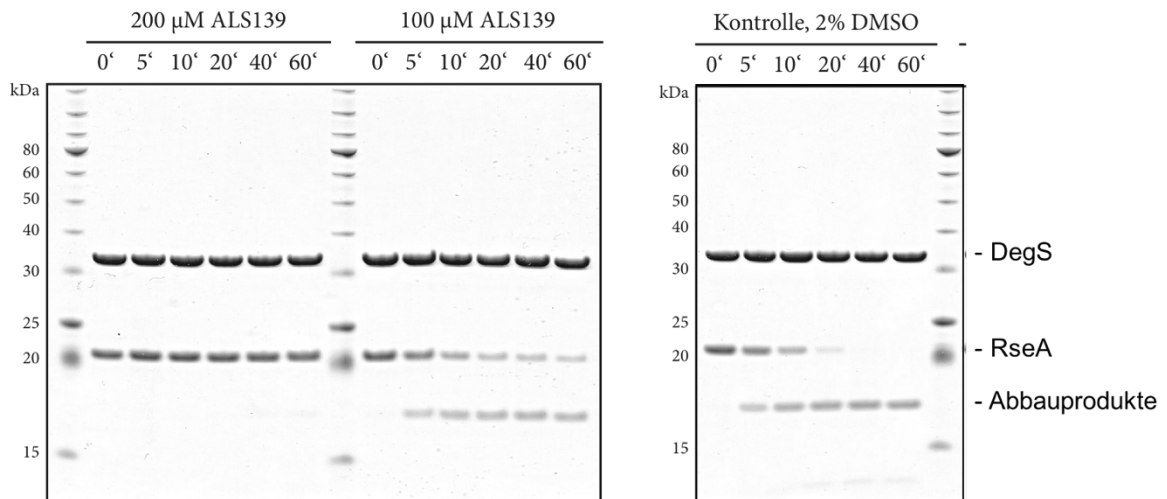 200 µM ALS139
100 µM ALS139
Kontrolle, 2% DMSO
0‘ 5‘ 10‘ 20‘ 40‘ 60‘
0‘ 5‘ 10‘ 20‘ 40‘ 60‘
0‘ 5‘ 10‘ 20‘ 40‘ 60‘
kDa
80
60
50
40
30
25
20
15
kDa
80
60
50
40
30
25
20
15
- DegS
- RseA
- Abbauprodukte